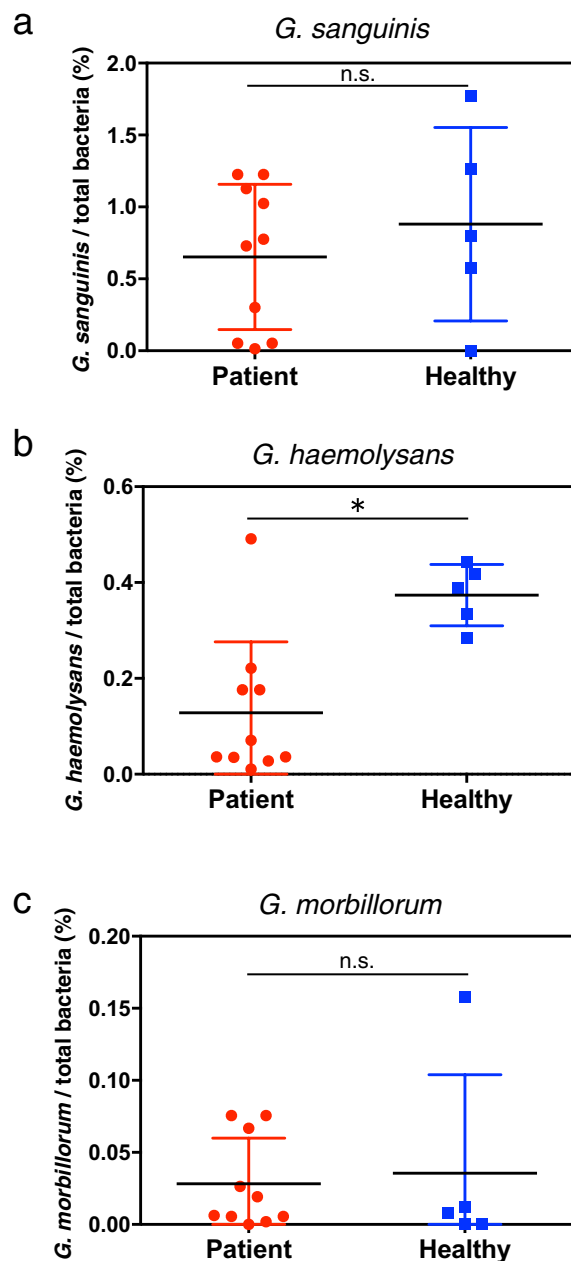 a
G. sanguinis
G. sanguinis / total bacteria (%)
2.0
1.5
1.0
0.5
0.0
n.s.
Patient
Healthy
b
G. haemolysans
G. haemolysans / total bacteria (%)
0.6
0.4
0.2
0.0
*
Patient
Healthy
c
G. morbillorum
G. morbillorum / total bacteria (%)
0.20
0.15
0.10
0.05
0.00
n.s.
Patient
Healthy